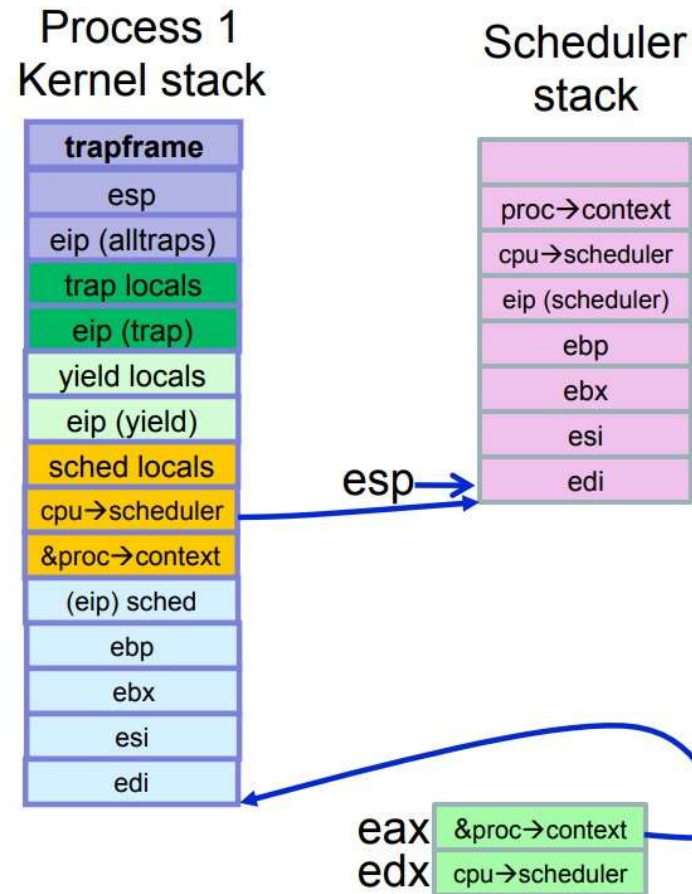 Process 1
Kernel stack
trapframe
esp
eip (alltraps)
trap locals
eip (trap)
yield locals
eip (yield)
sched locals
cpu→scheduler
&proc→context
(eip) sched
ebp
ebx
esi
edi
Scheduler
stack
proc→context
cpu→scheduler
eip (scheduler)
ebp
ebx
esi
edi
esp
eax &proc→context
edx cpu→scheduler